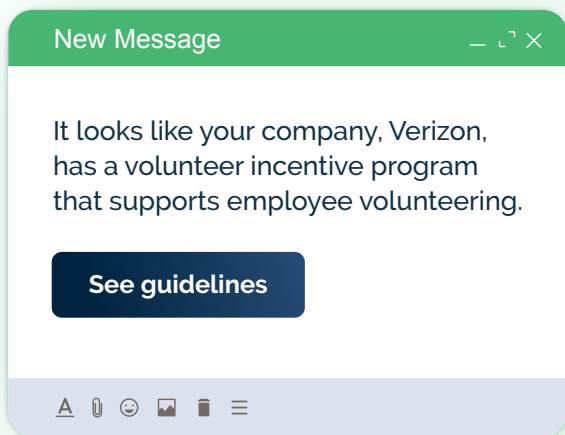 New Message
It looks like your company, Verizon,
has a volunteer incentive program
that supports employee volunteering.
See guidelines
A